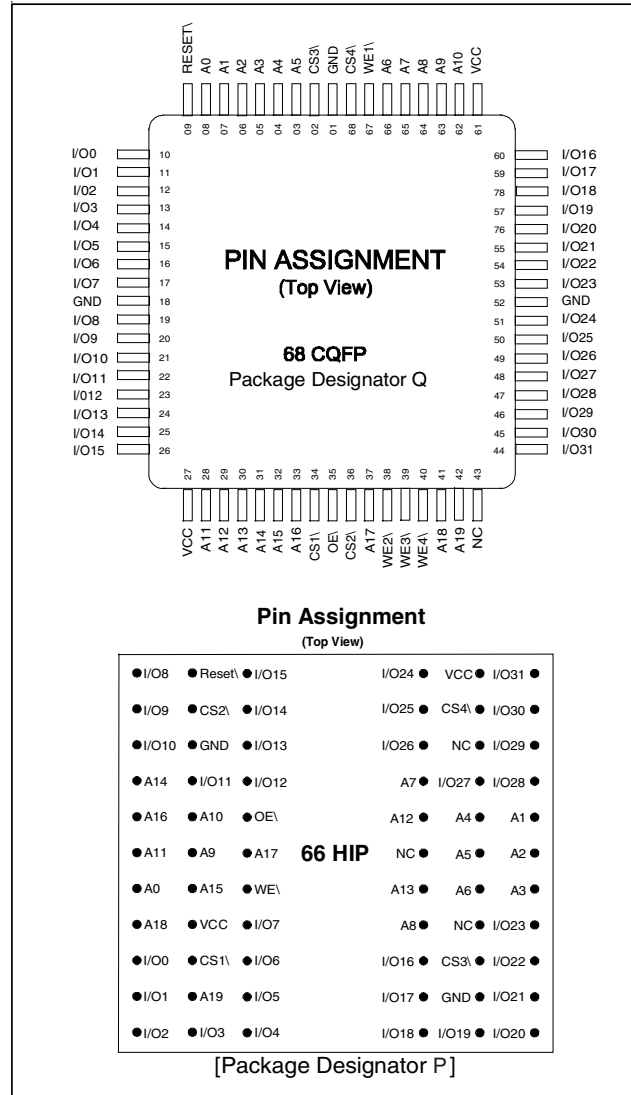 RESET\ A0 A1 A2 A3 A4 A5 CS3\ GND CS4\ WE1\ A6 A7 A8 A9 A10 VCC
09 08 07 06 05 04 03 02 01 68 67 66 65 64 63 62 61
I/O0 10 60 I/O16
I/O1 11 59 I/O17
I/02 12 78 I/O18
I/O3 13 57 I/O19
I/O4 14 76 I/O20
I/O5 15 55 I/O21
I/O6 16 54 I/O22
I/O7 17 53 I/O23
GND 18 52 GND
I/O8 19 51 I/O24
I/O9 20 50 I/O25
I/O10 21 49 I/O26
I/O11 22 48 I/O27
I/012 23 47 I/O28
I/O13 24 46 I/O29
I/O14 25 45 I/O30
I/O15 26 44 I/O31
PIN ASSIGNMENT
(Top View)
68 CQFP
Package Designator Q
27 28 29 30 31 32 33 34 35 36 37 38 39 40 41 42 43
VCC A11 A12 A13 A14 A15 A16 CS1\ OE\ CS2\ A17 WE2\ WE3\ WE4\ A18 A19 NC
Pin Assignment
(Top View)
I/O8 Reset\ I/O15 I/O24 VCC I/O31
I/O9 CS2\ I/O14 I/O25 CS4\ I/O30
I/O10 GND I/O13 I/O26 NC I/O29
A14 I/O11 I/O12 A7 I/O27 I/O28
A16 A10 OE\ A12 A4 A1
A11 A9 A17 66 HIP NC A5 A2
A0 A15 WE\ A13 A6 A3
A18 VCC I/O7 A8 NC I/O23
I/O0 CS1\ I/O6 I/O16 CS3\ I/O22
I/O1 A19 I/O5 I/O17 GND I/O21
I/O2 I/O3 I/O4 I/O18 I/O19 I/O20
[Package Designator P]